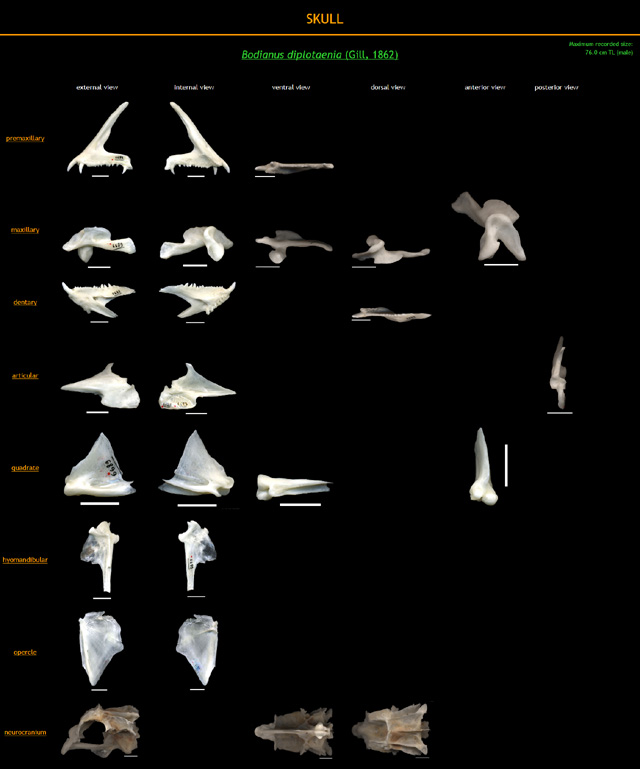 SKULL
Bodianus diplotaenia (Gill, 1862)
Maximum recorded size:
76.0 cm TL (male)
external view internal view ventral view dorsal view anterior view posterior view
premaxillary
maxillary
dentary
articular
quadrate
hyomandibular
opercle
neurocranium